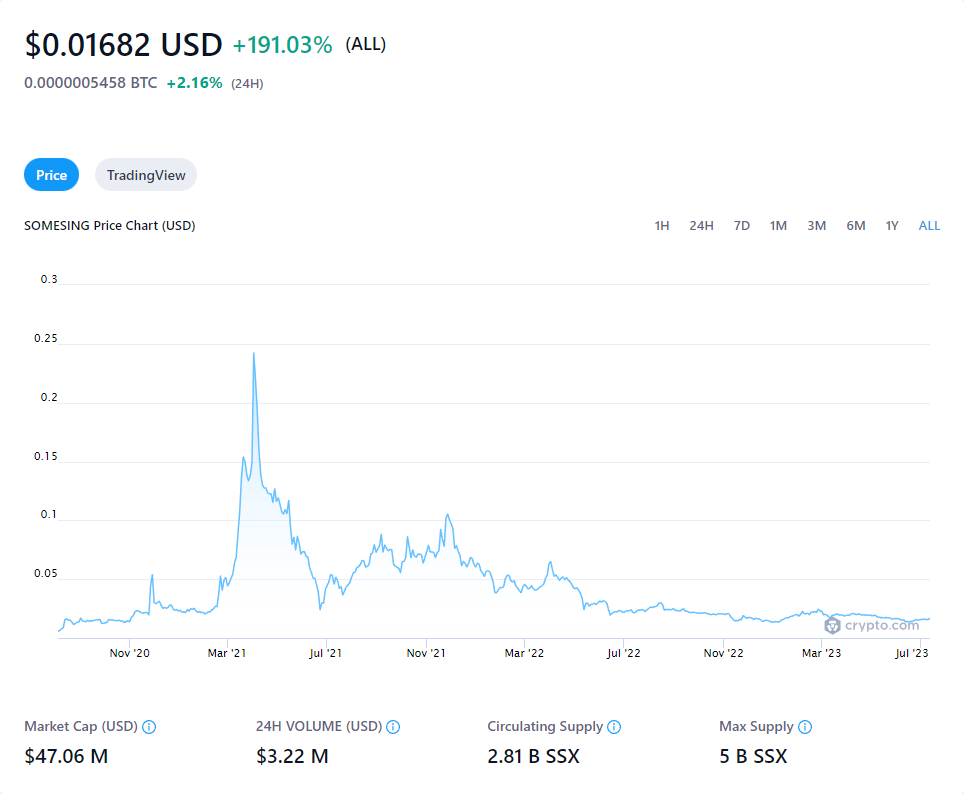 $0.01682 USD +191.03% (ALL)
0.0000005458 BTC +2.16% (24H)
Price TradingView
SOMESING Price Chart (USD) 1H 24H 7D 1M 3M 6M 1Y ALL
0.3
0.25
0.2
0.15
0.1
0.05
crypto.com
Nov '20 Mar '21 Jul '21 Nov '21 Mar '22 Jul '22 Nov '22 Mar '23 Jul '23
Market Cap (USD) 24H VOLUME (USD) Circulating Supply Max Supply
$47.06 M $3.22 M 2.81 B SSX 5 B SSX